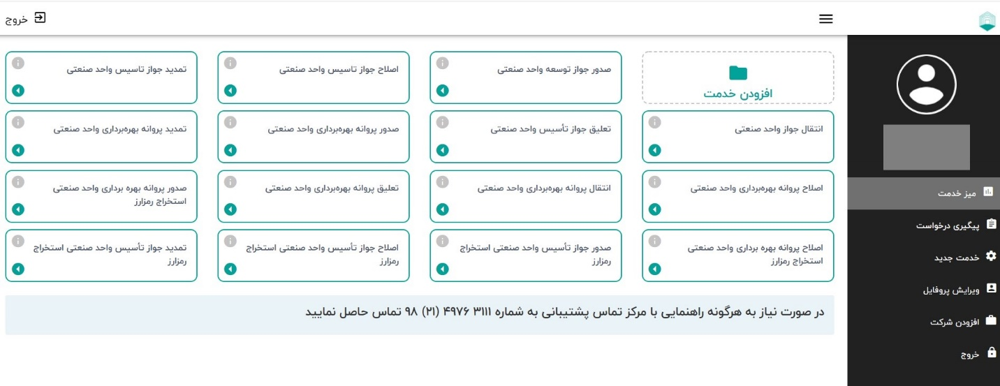 خروج
افزودن خدمت
صدور جواز توسعه واحد صنعتی
اصلاح جواز تاسیس واحد صنعتی
تمدید جواز تاسیس واحد صنعتی
انتقال جواز واحد صنعتی
تعلیق جواز تأسیس واحد صنعتی
صدور پروانه بهره‌برداری واحد صنعتی
تمدید پروانه بهره‌برداری واحد صنعتی
اصلاح پروانه بهره‌برداری واحد صنعتی
انتقال پروانه بهره‌برداری واحد صنعتی
تعلیق پروانه بهره‌برداری واحد صنعتی
صدور پروانه بهره برداری واحد صنعتی
استخراج رمزارز
اصلاح پروانه بهره برداری واحد صنعتی
استخراج رمزارز
صدور جواز تأسیس واحد صنعتی استخراج
رمزارز
اصلاح جواز تأسیس واحد صنعتی استخراج
رمزارز
تمدید جواز تأسیس واحد صنعتی استخراج
رمزارز
در صورت نیاز به هرگونه راهنمایی با مرکز تماس پشتیبانی به شماره ۳۱۱۱ ۴۹۷۶ (۲۱) ۹۸ تماس حاصل نمایید
میز خدمت
پیگیری درخواست
خدمت جدید
ویرایش پروفایل
افزودن شرکت
خروج